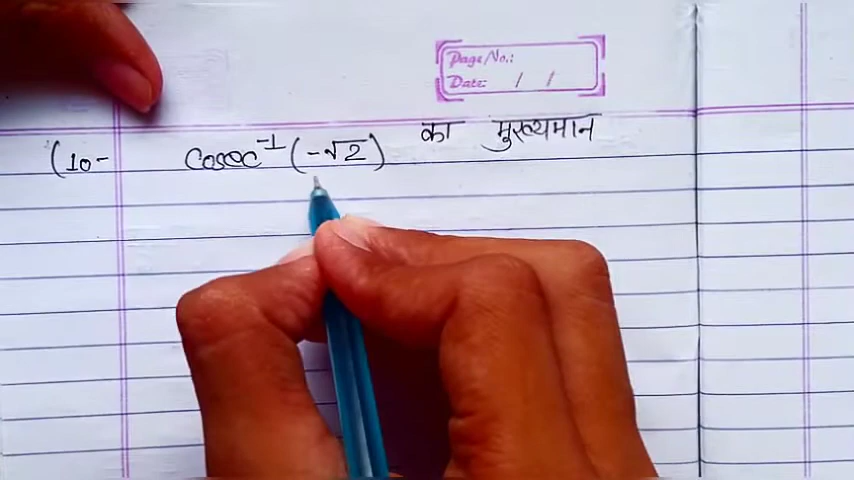 Page No.:
Date: / /
(10- Cosec⁻¹(-√2) का मुख्यमान